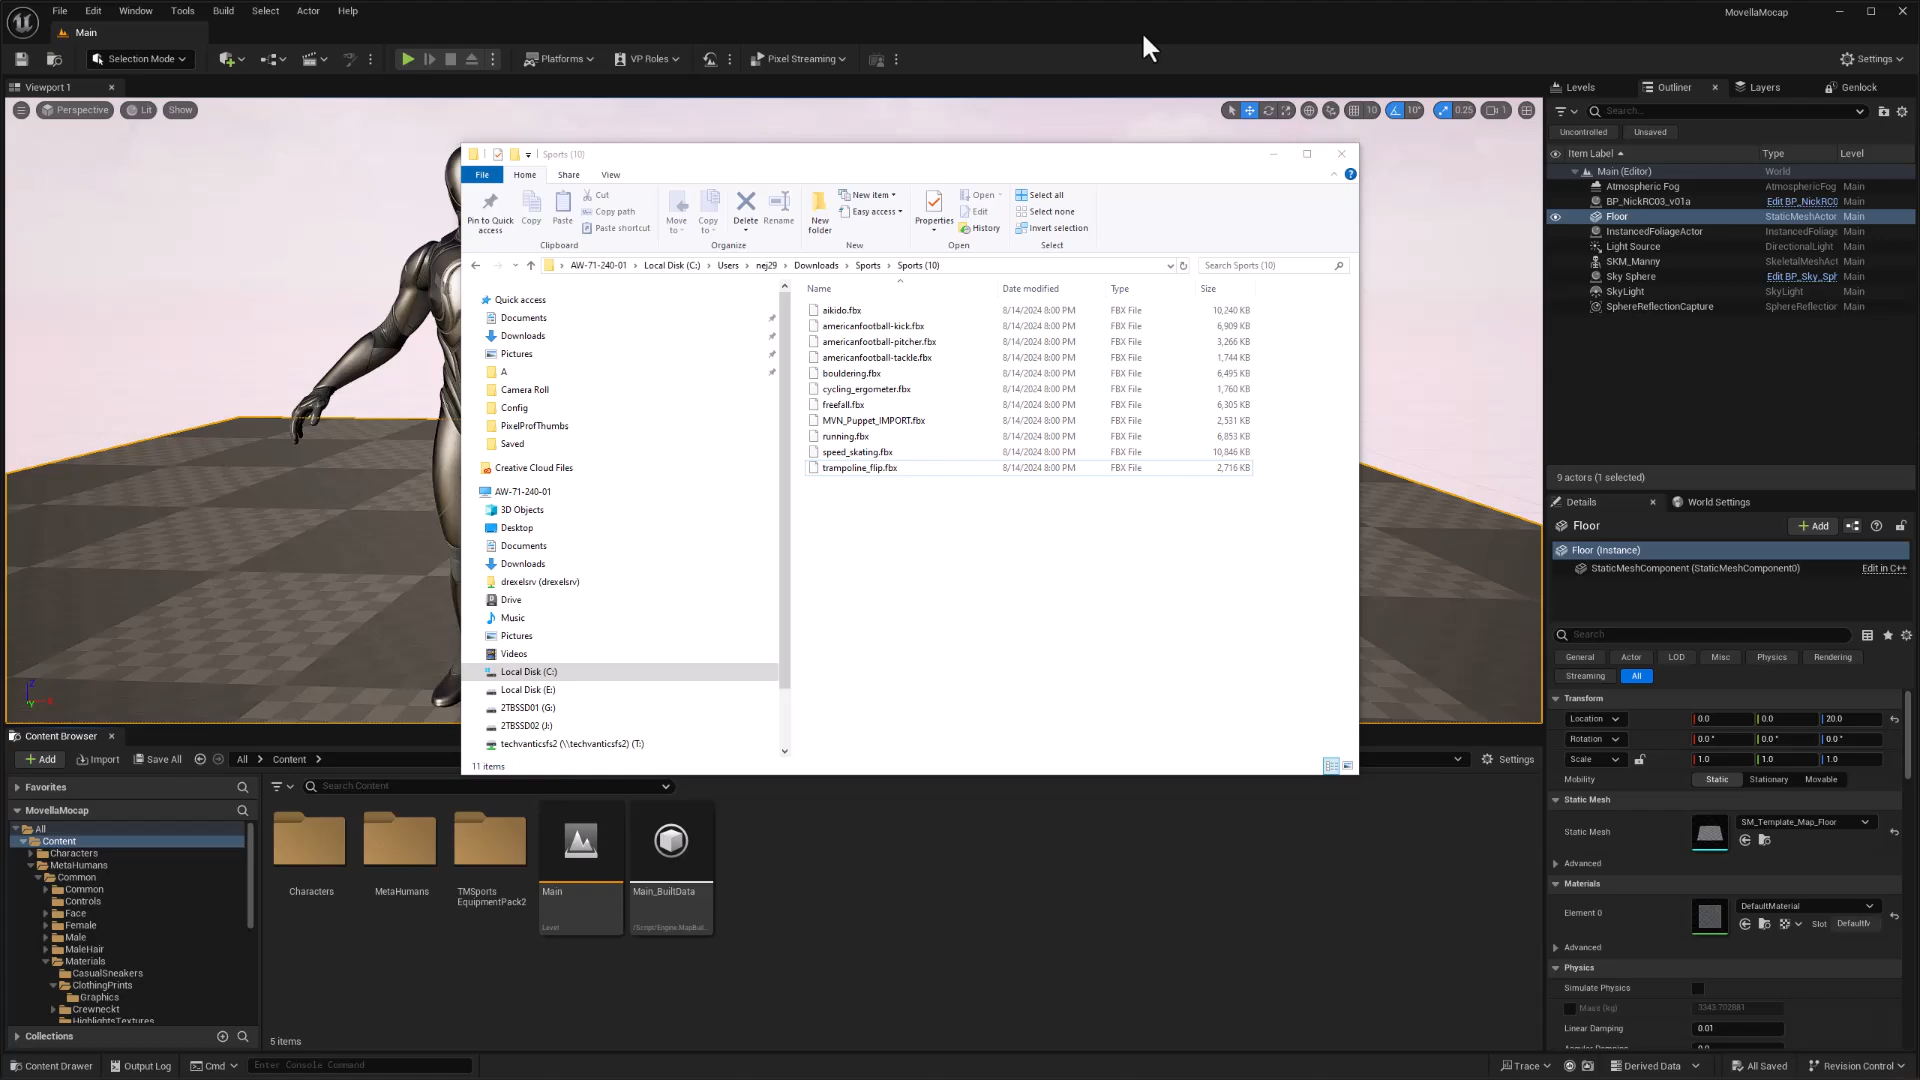 File Edit Window Tools Build Select Actor Help
MovellaMocap
Main
Selection Mode
Platforms
VP Roles
Pixel Streaming
Settings
Viewport 1
Levels
Outliner
Layers
Genlock
Perspective
Lit
Show
10
10°
0.25
1
Search...
Uncontrolled
Unsaved
Item Label
Type
Level
Main (Editor) World
Atmospheric Fog AtmosphericFog Main
BP_NickRC03_v01a Edit BP_NickRC0 Main
Floor StaticMeshActor Main
InstancedFoliageActor InstancedFoliage Main
Light Source DirectionalLight Main
SKM_Manny SkeletalMeshAct Main
Sky Sphere Edit BP_Sky_Sph Main
SkyLight SkyLight Main
SphereReflectionCapture SphereReflection Main
9 actors (1 selected)
Sports (10)
File Home Share View
Pin to Quick access
Copy
Paste
Cut
Copy path
Paste shortcut
Clipboard
Move to
Copy to
Delete
Rename
Organize
New folder
New item
Easy access
New
Properties
Open
Edit
History
Open
Select all
Select none
Invert selection
Select
AW-71-240-01 › Local Disk (C:) › Users › nej29 › Downloads › Sports › Sports (10)
Search Sports (10)
Quick access
Documents
Downloads
Pictures
A
Camera Roll
Config
PixelProfThumbs
Saved
Creative Cloud Files
AW-71-240-01
3D Objects
Desktop
Documents
Downloads
drexelsrv (drexelsrv)
Drive
Music
Pictures
Videos
Local Disk (C:)
Local Disk (E:)
2TBSSD01 (G:)
2TBSSD02 (J:)
techvanticsfs2 (\\techvanticsfs2) (T:)
Name Date modified Type Size
aikido.fbx 8/14/2024 8:00 PM FBX File 10,240 KB
americanfootball-kick.fbx 8/14/2024 8:00 PM FBX File 6,909 KB
americanfootball-pitcher.fbx 8/14/2024 8:00 PM FBX File 3,266 KB
americanfootball-tackle.fbx 8/14/2024 8:00 PM FBX File 1,744 KB
bouldering.fbx 8/14/2024 8:00 PM FBX File 6,495 KB
cycling_ergometer.fbx 8/14/2024 8:00 PM FBX File 1,760 KB
freefall.fbx 8/14/2024 8:00 PM FBX File 6,305 KB
MVN_Puppet_IMPORT.fbx 8/14/2024 8:00 PM FBX File 2,531 KB
running.fbx 8/14/2024 8:00 PM FBX File 6,853 KB
speed_skating.fbx 8/14/2024 8:00 PM FBX File 10,846 KB
trampoline_flip.fbx 8/14/2024 8:00 PM FBX File 2,716 KB
11 items
Details
World Settings
Floor
Add
Floor (Instance)
StaticMeshComponent (StaticMeshComponent0) Edit in C++
Search
General Actor LOD Misc Physics Rendering
Streaming All
Transform
Location 0.0 0.0 20.0
Rotation 0.0° 0.0° 0.0°
Scale 1.0 1.0 1.0
Mobility Static Stationary Movable
Static Mesh
Static Mesh SM_Template_Map_Floor
Advanced
Materials
Element 0 DefaultMaterial
Slot DefaultM
Advanced
Physics
Simulate Physics
Mass (kg) 3343.702881
Linear Damping 0.01
Angular Damping 0.0
Content Browser
Add Import Save All All Content
Settings
Favorites
MovellaMocap
All
Content
Characters
MetaHumans
Common
Common
Controls
Face
Female
Male
MaleHair
Materials
CasualSneakers
ClothingPrints
Graphics
Crewneckt
HighlightsTextures
Collections
Search Content
Characters
MetaHumans
TMSports
EquipmentPack2
Main
Level
Main_BuiltData
/Script/Engine.MapBuil...
5 items
Content Drawer
Output Log
Cmd
Enter Console Command
Trace
Derived Data
All Saved
Revision Control